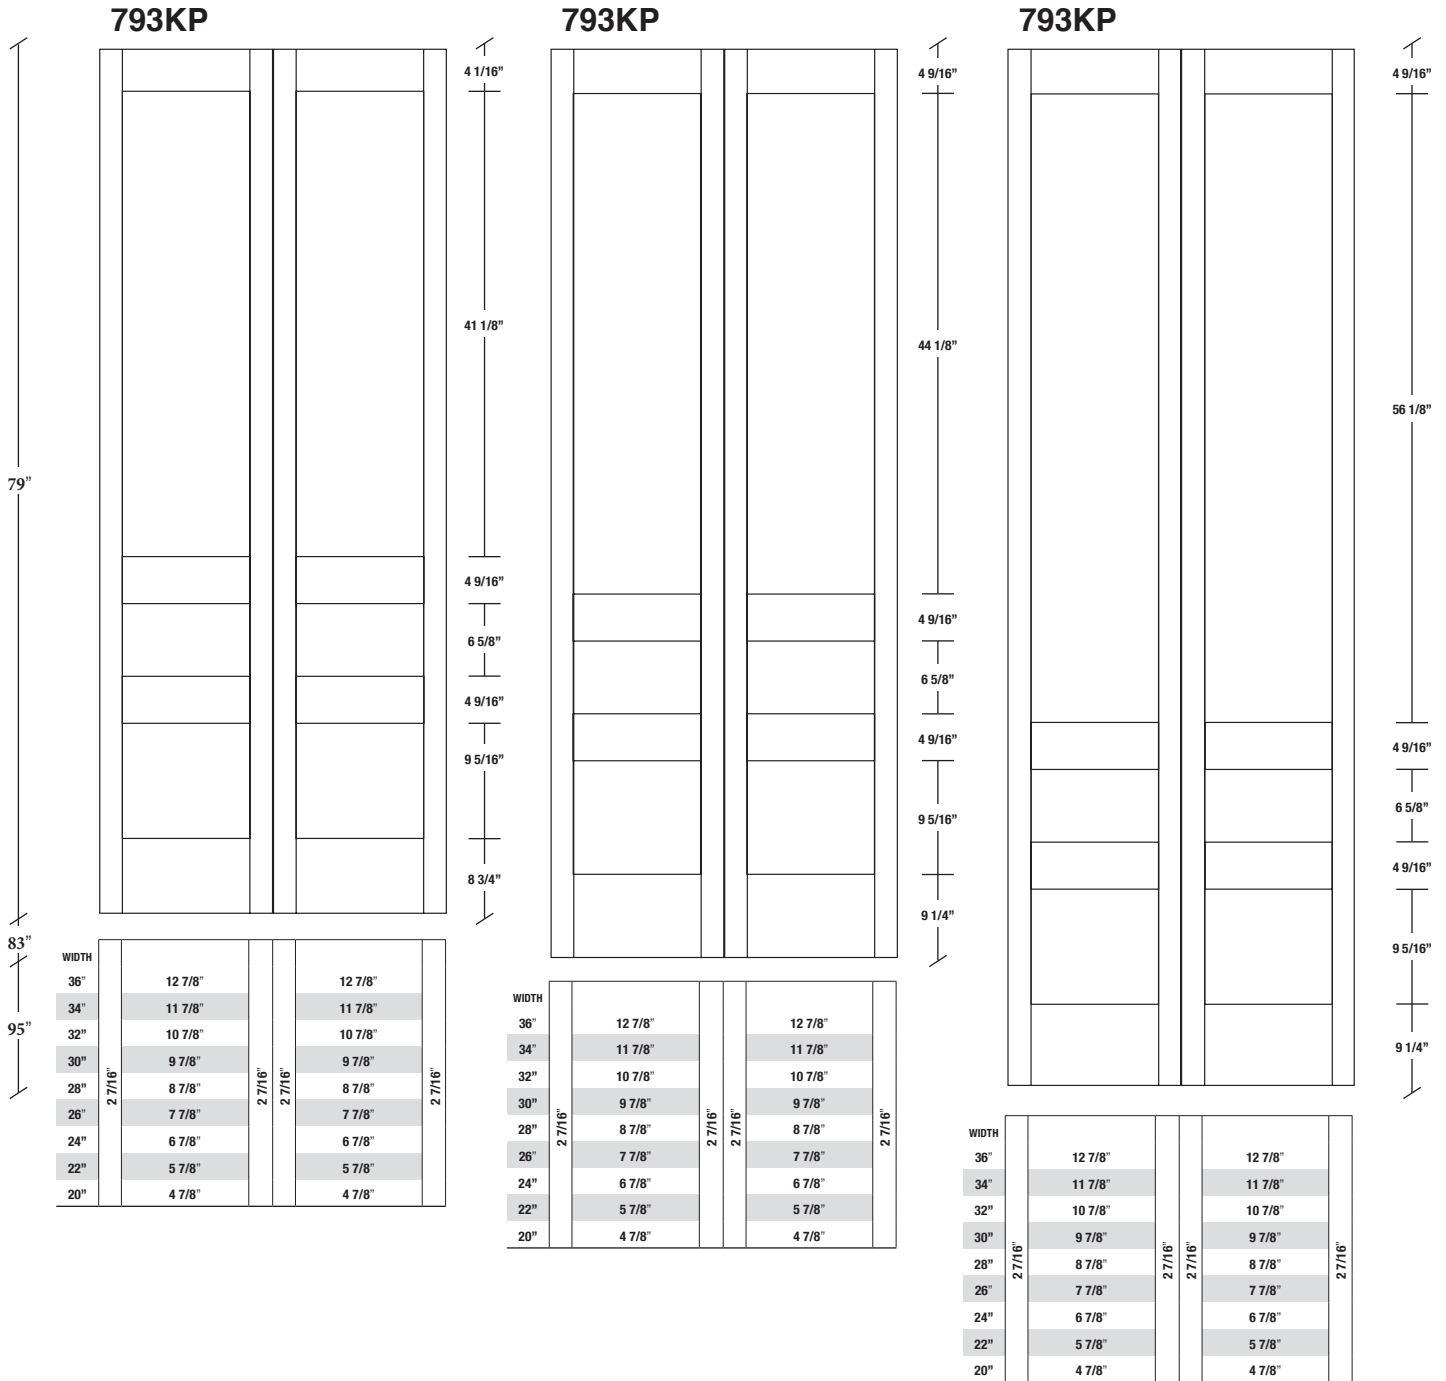 793KP
793KP
793KP
4 1/16”
41 1/8”
4 9/16”
6 5/8”
4 9/16”
9 5/16”
8 3/4”
4 9/16”
44 1/8”
4 9/16”
6 5/8”
4 9/16”
9 5/16”
9 1/4”
4 9/16”
56 1/8”
4 9/16”
6 5/8”
4 9/16”
9 5/16”
9 1/4”
79”
83”
95”
WIDTH
36” 12 7/8” 12 7/8”
34” 11 7/8” 11 7/8”
32” 10 7/8” 10 7/8”
30” 9 7/8” 9 7/8”
28” 8 7/8” 8 7/8”
26” 7 7/8” 7 7/8”
24” 6 7/8” 6 7/8”
22” 5 7/8” 5 7/8”
20” 4 7/8” 4 7/8”
2 7/16”
2 7/16”
2 7/16”
2 7/16”
WIDTH
36” 12 7/8” 12 7/8”
34” 11 7/8” 11 7/8”
32” 10 7/8” 10 7/8”
30” 9 7/8” 9 7/8”
28” 8 7/8” 8 7/8”
26” 7 7/8” 7 7/8”
24” 6 7/8” 6 7/8”
22” 5 7/8” 5 7/8”
20” 4 7/8” 4 7/8”
2 7/16”
2 7/16”
2 7/16”
2 7/16”
WIDTH
36” 12 7/8” 12 7/8”
34” 11 7/8” 11 7/8”
32” 10 7/8” 10 7/8”
30” 9 7/8” 9 7/8”
28” 8 7/8” 8 7/8”
26” 7 7/8” 7 7/8”
24” 6 7/8” 6 7/8”
22” 5 7/8” 5 7/8”
20” 4 7/8” 4 7/8”
2 7/16”
2 7/16”
2 7/16”
2 7/16”